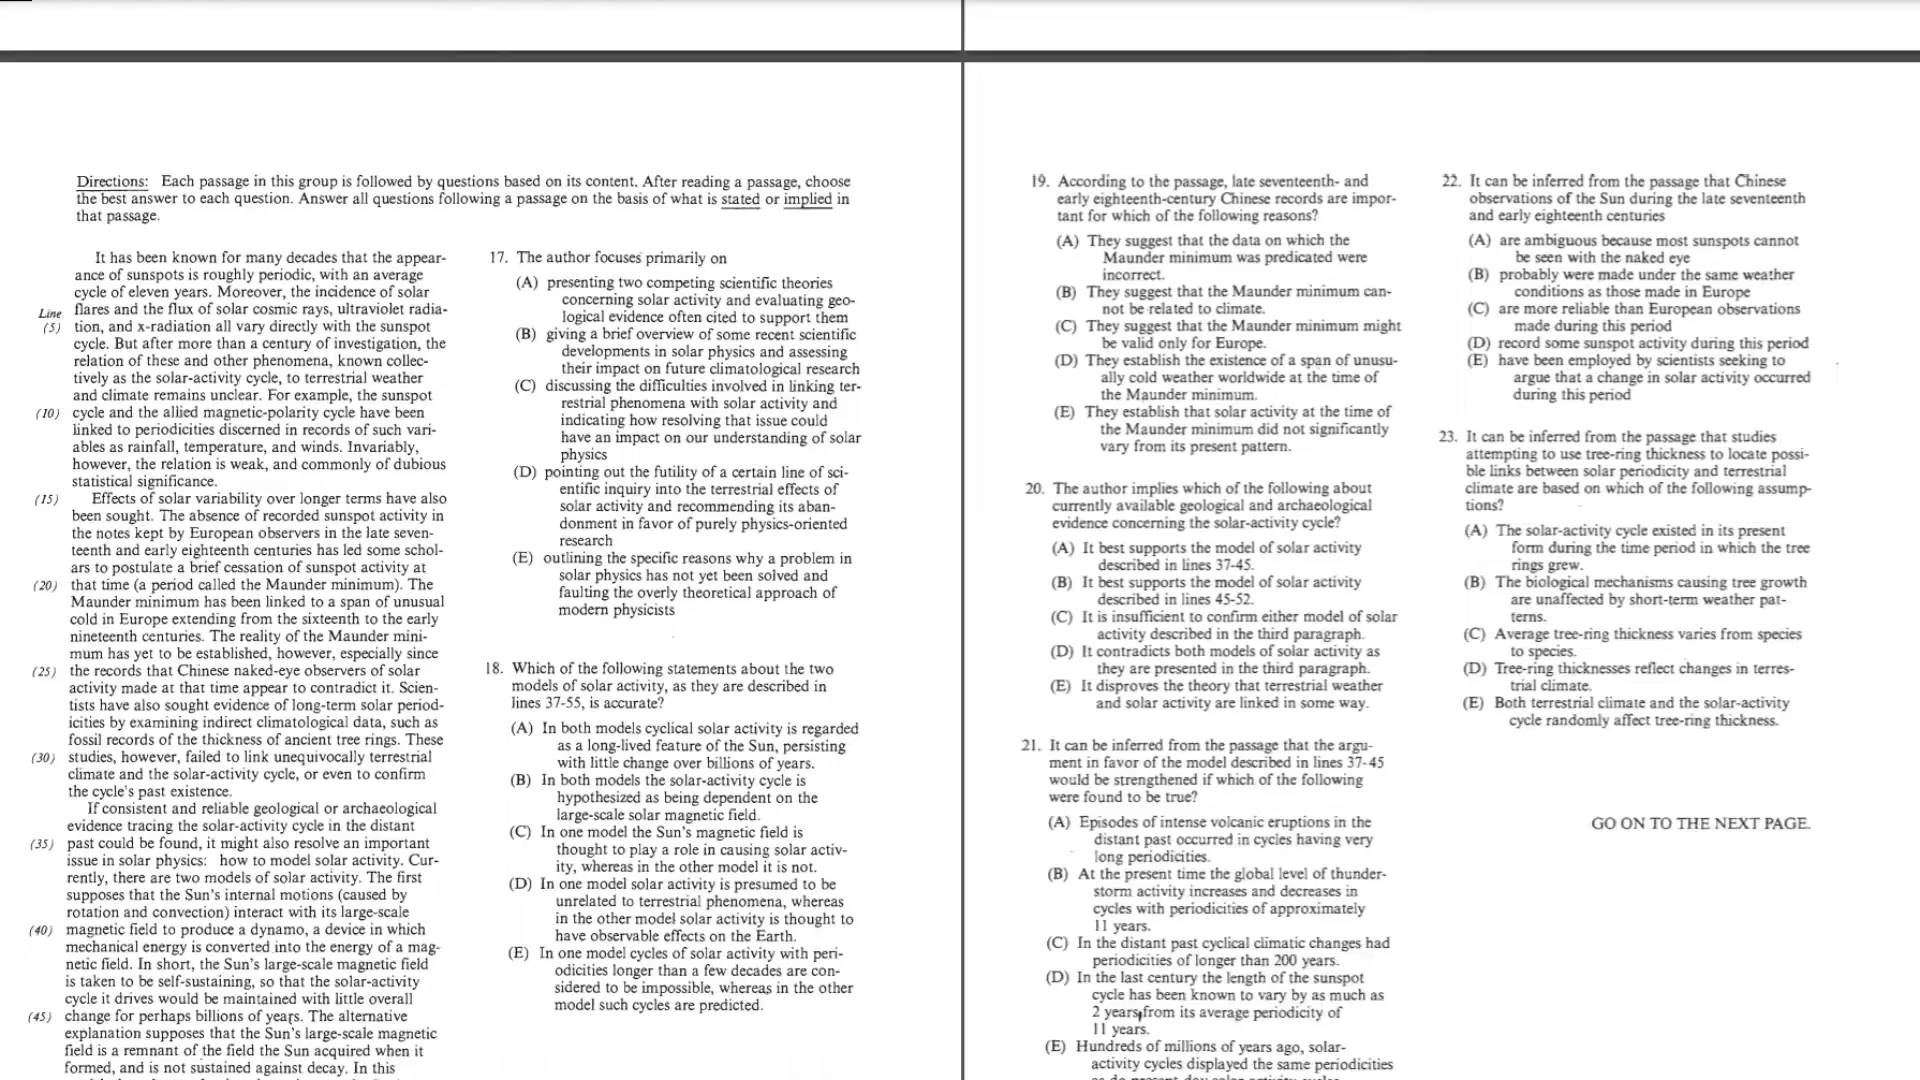 Directions: Each passage in this group is followed by questions based on its content. After reading a passage, choose
the best answer to each question. Answer all questions following a passage on the basis of what is stated or implied in
that passage.
It has been known for many decades that the appear-
ance of sunspots is roughly periodic, with an average
cycle of eleven years. Moreover, the incidence of solar
Line flares and the flux of solar cosmic rays, ultraviolet radia-
(5) tion, and x-radiation all vary directly with the sunspot
cycle. But after more than a century of investigation, the
relation of these and other phenomena, known collec-
tively as the solar-activity cycle, to terrestrial weather
and climate remains unclear. For example, the sunspot
(10) cycle and the allied magnetic-polarity cycle have been
linked to periodicities discerned in records of such vari-
ables as rainfall, temperature, and winds. Invariably,
however, the relation is weak, and commonly of dubious
statistical significance.
(15) Effects of solar variability over longer terms have also
been sought. The absence of recorded sunspot activity in
the notes kept by European observers in the late seven-
teenth and early eighteenth centuries has led some schol-
ars to postulate a brief cessation of sunspot activity at
(20) that time (a period called the Maunder minimum). The
Maunder minimum has been linked to a span of unusual
cold in Europe extending from the sixteenth to the early
nineteenth centuries. The reality of the Maunder mini-
mum has yet to be established, however, especially since
(25) the records that Chinese naked-eye observers of solar
activity made at that time appear to contradict it. Scien-
tists have also sought evidence of long-term solar period-
icities by examining indirect climatological data, such as
fossil records of the thickness of ancient tree rings. These
(30) studies, however, failed to link unequivocally terrestrial
climate and the solar-activity cycle, or even to confirm
the cycle's past existence.
If consistent and reliable geological or archaeological
evidence tracing the solar-activity cycle in the distant
(35) past could be found, it might also resolve an important
issue in solar physics: how to model solar activity. Cur-
rently, there are two models of solar activity. The first
supposes that the Sun's internal motions (caused by
rotation and convection) interact with its large-scale
(40) magnetic field to produce a dynamo, a device in which
mechanical energy is converted into the energy of a mag-
netic field. In short, the Sun's large-scale magnetic field
is taken to be self-sustaining, so that the solar-activity
cycle it drives would be maintained with little overall
(45) change for perhaps billions of years. The alternative
explanation supposes that the Sun's large-scale magnetic
field is a remnant of the field the Sun acquired when it
formed, and is not sustained against decay. In this
17. The author focuses primarily on
(A) presenting two competing scientific theories
concerning solar activity and evaluating geo-
logical evidence often cited to support them
(B) giving a brief overview of some recent scientific
developments in solar physics and assessing
their impact on future climatological research
(C) discussing the difficulties involved in linking ter-
restrial phenomena with solar activity and
indicating how resolving that issue could
have an impact on our understanding of solar
physics
(D) pointing out the futility of a certain line of sci-
entific inquiry into the terrestrial effects of
solar activity and recommending its aban-
donment in favor of purely physics-oriented
research
(E) outlining the specific reasons why a problem in
solar physics has not yet been solved and
faulting the overly theoretical approach of
modern physicists
18. Which of the following statements about the two
models of solar activity, as they are described in
lines 37-55, is accurate?
(A) In both models cyclical solar activity is regarded
as a long-lived feature of the Sun, persisting
with little change over billions of years.
(B) In both models the solar-activity cycle is
hypothesized as being dependent on the
large-scale solar magnetic field.
(C) In one model the Sun's magnetic field is
thought to play a role in causing solar activ-
ity, whereas in the other model it is not.
(D) In one model solar activity is presumed to be
unrelated to terrestrial phenomena, whereas
in the other model solar activity is thought to
have observable effects on the Earth.
(E) In one model cycles of solar activity with peri-
odicities longer than a few decades are con-
sidered to be impossible, whereas in the other
model such cycles are predicted.
19. According to the passage, late seventeenth- and
early eighteenth-century Chinese records are impor-
tant for which of the following reasons?
(A) They suggest that the data on which the
Maunder minimum was predicated were
incorrect.
(B) They suggest that the Maunder minimum can-
not be related to climate.
(C) They suggest that the Maunder minimum might
be valid only for Europe.
(D) They establish the existence of a span of unusu-
ally cold weather worldwide at the time of
the Maunder minimum.
(E) They establish that solar activity at the time of
the Maunder minimum did not significantly
vary from its present pattern.
20. The author implies which of the following about
currently available geological and archaeological
evidence concerning the solar-activity cycle?
(A) It best supports the model of solar activity
described in lines 37-45.
(B) It best supports the model of solar activity
described in lines 45-52.
(C) It is insufficient to confirm either model of solar
activity described in the third paragraph.
(D) It contradicts both models of solar activity as
they are presented in the third paragraph.
(E) It disproves the theory that terrestrial weather
and solar activity are linked in some way.
21. It can be inferred from the passage that the argu-
ment in favor of the model described in lines 37-45
would be strengthened if which of the following
were found to be true?
(A) Episodes of intense volcanic eruptions in the
distant past occurred in cycles having very
long periodicities.
(B) At the present time the global level of thunder-
storm activity increases and decreases in
cycles with periodicities of approximately
11 years.
(C) In the distant past cyclical climatic changes had
periodicities of longer than 200 years.
(D) In the last century the length of the sunspot
cycle has been known to vary by as much as
2 years from its average periodicity of
11 years.
(E) Hundreds of millions of years ago, solar-
activity cycles displayed the same periodicities
22. It can be inferred from the passage that Chinese
observations of the Sun during the late seventeenth
and early eighteenth centuries
(A) are ambiguous because most sunspots cannot
be seen with the naked eye
(B) probably were made under the same weather
conditions as those made in Europe
(C) are more reliable than European observations
made during this period
(D) record some sunspot activity during this period
(E) have been employed by scientists seeking to
argue that a change in solar activity occurred
during this period
23. It can be inferred from the passage that studies
attempting to use tree-ring thickness to locate possi-
ble links between solar periodicity and terrestrial
climate are based on which of the following assump-
tions?
(A) The solar-activity cycle existed in its present
form during the time period in which the tree
rings grew.
(B) The biological mechanisms causing tree growth
are unaffected by short-term weather pat-
terns.
(C) Average tree-ring thickness varies from species
to species.
(D) Tree-ring thicknesses reflect changes in terres-
trial climate.
(E) Both terrestrial climate and the solar-activity
cycle randomly affect tree-ring thickness.
GO ON TO THE NEXT PAGE.